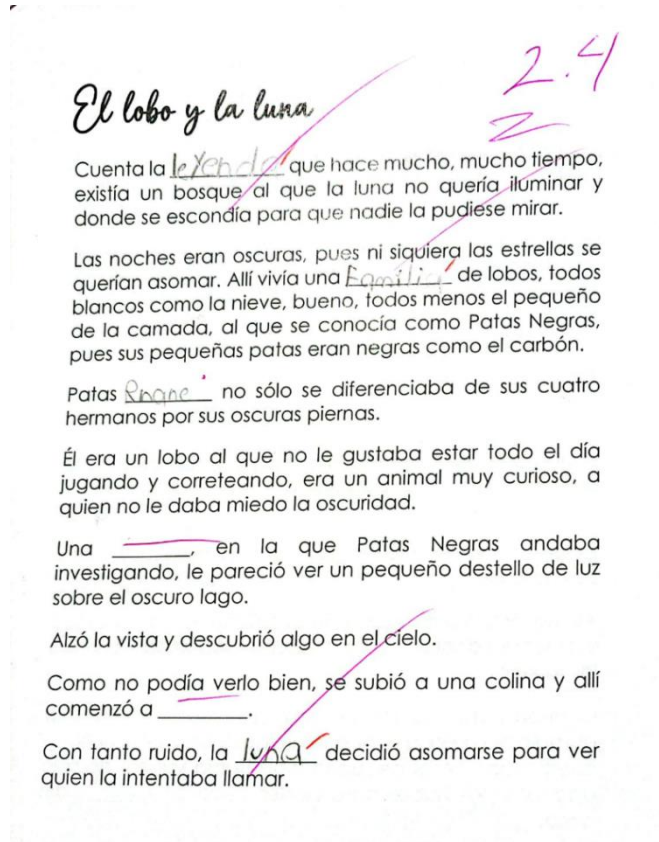 2.4
El lobo y la luna
Cuenta la leyenda que hace mucho, mucho tiempo,
existía un bosque al que la luna no quería iluminar y
donde se escondía para que nadie la pudiese mirar.
Las noches eran oscuras, pues ni siquiera las estrellas se
querían asomar. Allí vivía una Familia de lobos, todos
blancos como la nieve, bueno, todos menos el pequeño
de la camada, al que se conocía como Patas Negras,
pues sus pequeñas patas eran negras como el carbón.
Patas no sólo se diferenciaba de sus cuatro
hermanos por sus oscuras piernas.
Él era un lobo al que no le gustaba estar todo el día
jugando y correteando, era un animal muy curioso, a
quien no le daba miedo la oscuridad.
Una ________, en la que Patas Negras andaba
investigando, le pareció ver un pequeño destello de luz
sobre el oscuro lago.
Alzó la vista y descubrió algo en el cielo.
Como no podía verlo bien, se subió a una colina y allí
comenzó a _________.
Con tanto ruido, la luna decidió asomarse para ver
quien la intentaba llamar.